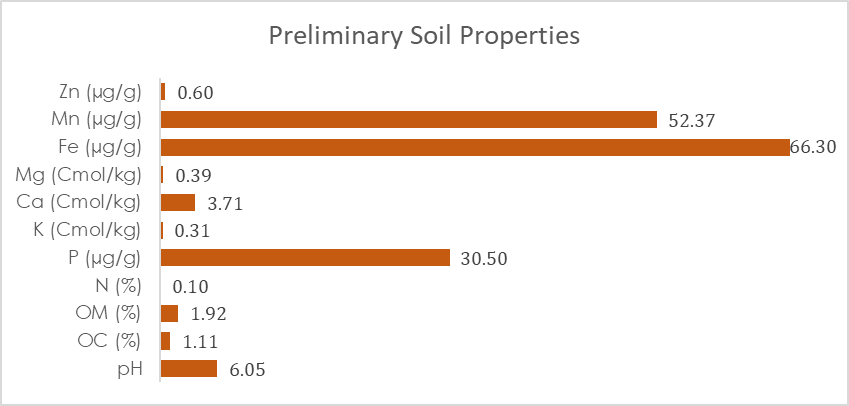 Preliminary Soil Properties
Zn (µg/g) 0.60
Mn (µg/g) 52.37
Fe (µg/g) 66.30
Mg (Cmol/kg) 0.39
Ca (Cmol/kg) 3.71
K (Cmol/kg) 0.31
P (µg/g) 30.50
N (%) 0.10
OM (%) 1.92
OC (%) 1.11
pH 6.05